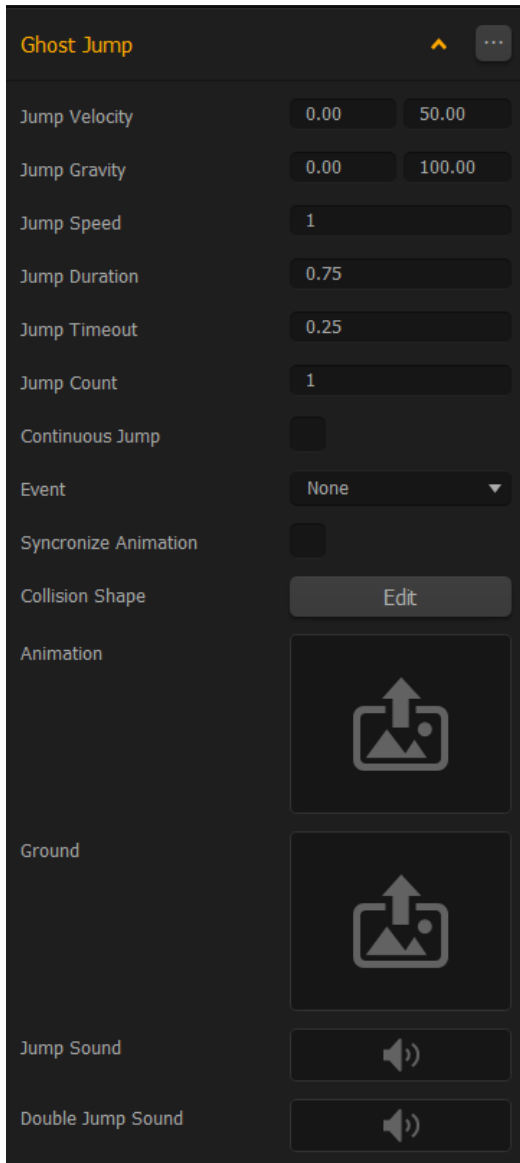 Ghost Jump ...
Jump Velocity 0.00 50.00
Jump Gravity 0.00 100.00
Jump Speed 1
Jump Duration 0.75
Jump Timeout 0.25
Jump Count 1
Continuous Jump
Event None
Syncronize Animation
Collision Shape Edit
Animation
Ground
Jump Sound
Double Jump Sound